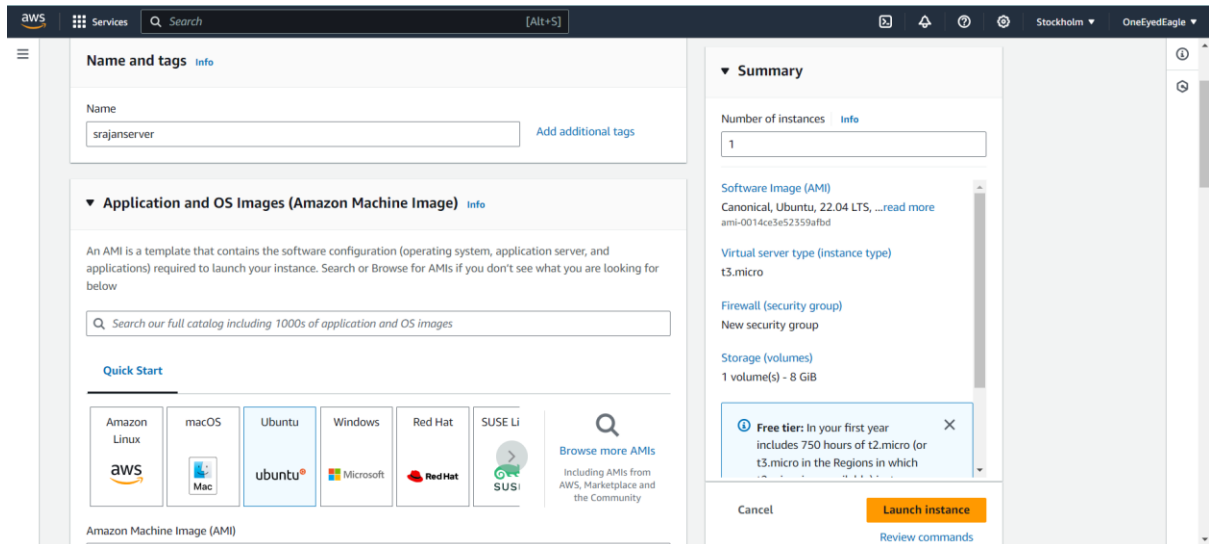 aws
Services
Search
[Alt+S]
Stockholm
OneEyedEagle
Name and tags Info
Name
srajanserver
Add additional tags
Application and OS Images (Amazon Machine Image) Info
An AMI is a template that contains the software configuration (operating system, application server, and
applications) required to launch your instance. Search or Browse for AMIs if you don't see what you are looking for
below
Search our full catalog including 1000s of application and OS images
Quick Start
Amazon
Linux
aws
macOS
Mac
Ubuntu
ubuntu®
Windows
Microsoft
Red Hat
Red Hat
SUSE Li
SUS
Browse more AMIs
Including AMIs from
AWS, Marketplace and
the Community
Amazon Machine Image (AMI)
Summary
Number of instances Info
1
Software Image (AMI)
Canonical, Ubuntu, 22.04 LTS, ...read more
ami-0014ce3e52359afbd
Virtual server type (instance type)
t3.micro
Firewall (security group)
New security group
Storage (volumes)
1 volume(s) - 8 GiB
Free tier: In your first year
includes 750 hours of t2.micro (or
t3.micro in the Regions in which
Cancel
Launch instance
Review commands